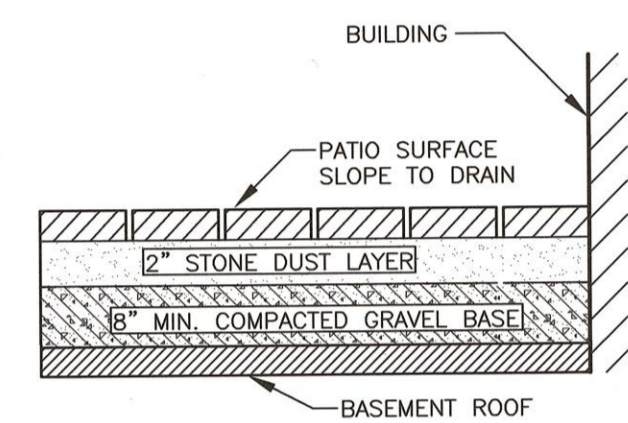 BUILDING
PATIO SURFACE
SLOPE TO DRAIN
2" STONE DUST LAYER
8" MIN. COMPACTED GRAVEL BASE
BASEMENT ROOF